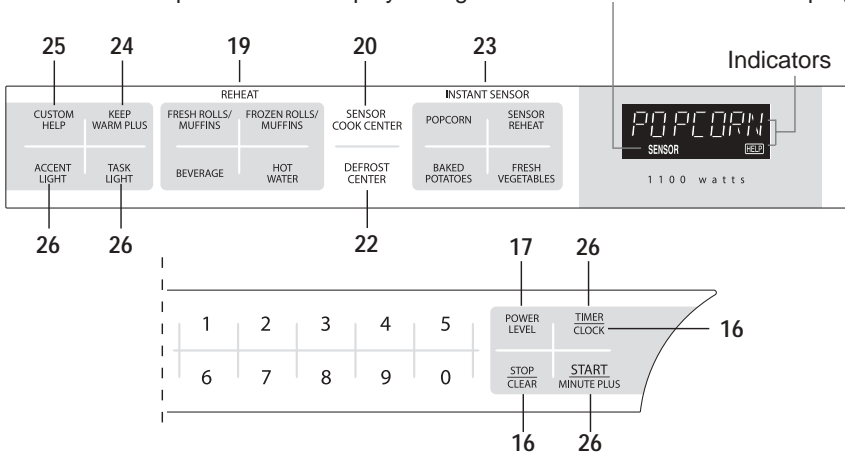 Indicators
25 24 19 20 23
REHEAT
INSTANT SENSOR
CUSTOM
HELP
KEEP
WARM PLUS
FRESH ROLLS/
MUFFINS
FROZEN ROLLS/
MUFFINS
SENSOR
COOK CENTER
POPCORN
SENSOR
REHEAT
ACCENT
LIGHT
TASK
LIGHT
BEVERAGE
HOT
WATER
DEFROST
CENTER
BAKED
POTATOES
FRESH
VEGETABLES
POPCORN
SENSOR HELP
1100 watts
26 26 22
17 26
1 2 3 4 5
POWER
LEVEL
TIMER
CLOCK
16
6 7 8 9 0
STOP
CLEAR
START
MINUTE PLUS
16 26